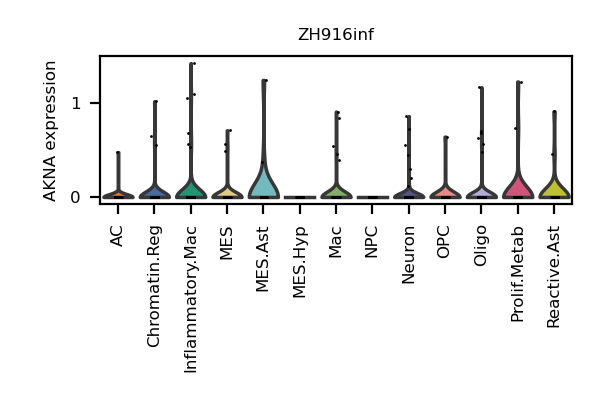 ZH916inf
AKNA expression
1
0
AC
Chromatin.Reg
Inflammatory.Mac
MES
MES.Ast
MES.Hyp
Mac
NPC
Neuron
OPC
Oligo
Prolif.Metab
Reactive.Ast